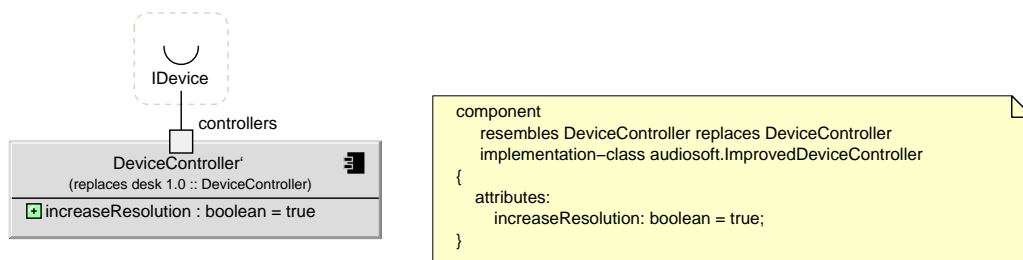 IDevice
controllers
DeviceController‘
(replaces desk 1.0 :: DeviceController)
+ increaseResolution : boolean = true
component
resembles DeviceController replaces DeviceController
implementation−class audiosoft.ImprovedDeviceController
{
attributes:
increaseResolution: boolean = true;
}